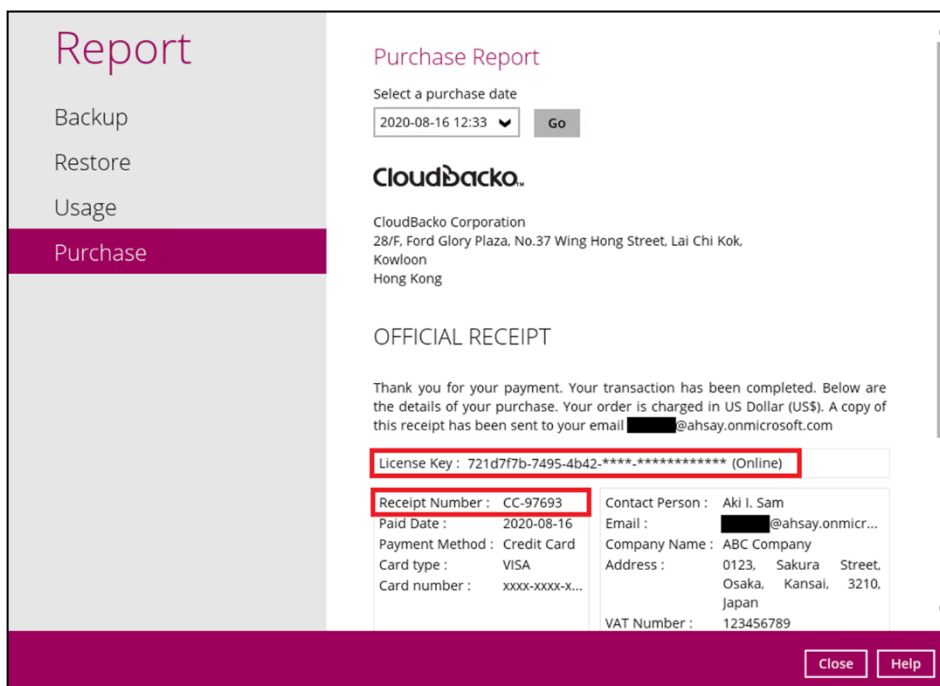 Report
Backup
Restore
Usage
Purchase
Purchase Report
Select a purchase date
2020-08-16 12:33
Go
CloudBacko™
CloudBacko Corporation
28/F, Ford Glory Plaza, No.37 Wing Hong Street, Lai Chi Kok,
Kowloon
Hong Kong
OFFICIAL RECEIPT
Thank you for your payment. Your transaction has been completed. Below are
the details of your purchase. Your order is charged in US Dollar (US$). A copy of
this receipt has been sent to your email @ahsay.onmicrosoft.com
License Key : 721d7f7b-7495-4b42-****-************ (Online)
Receipt Number : CC-97693
Paid Date : 2020-08-16
Payment Method : Credit Card
Card type : VISA
Card number : xxxx-xxxx-x...
Contact Person : Aki I. Sam
Email : @ahsay.onmicr...
Company Name : ABC Company
Address : 0123, Sakura Street,
Osaka, Kansai, 3210,
Japan
VAT Number : 123456789
Close
Help